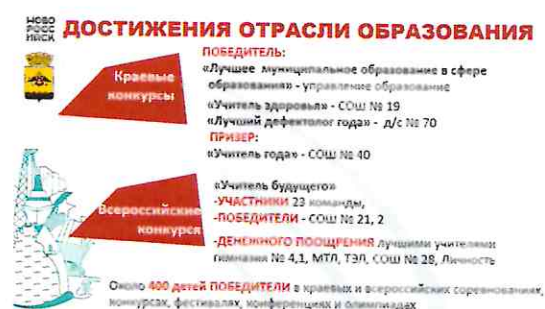 НОВО
РОСС
ИЙСК
ДОСТИЖЕНИЯ ОТРАСЛИ ОБРАЗОВАНИЯ
Краевые
конкурсы
ПОБЕДИТЕЛЬ:
«Лучшее муниципальное образование в сфере
образования» - управление образование
«Учитель здоровья» - СОШ № 19
«Лучший дефектолог года» - д/с № 70
ПРИЗЕР:
«Учитель года» - СОШ № 40
Всероссийские
конкурся
«Учитель будущего»
-УЧАСТНИКИ 23 команды,
-ПОБЕДИТЕЛИ - СОШ № 21, 2
-ДЕНЕЖНОГО ПООЩРЕНИЯ лучшими учителями
гимназии № 4,1, МТЛ, ТЭЛ, СОШ № 28, Личность
Около 400 детей ПОБЕДИТЕЛИ в краевых и всероссийских соревнованиях,
конкурсах, фестивалях, конференциях и олимпиадах